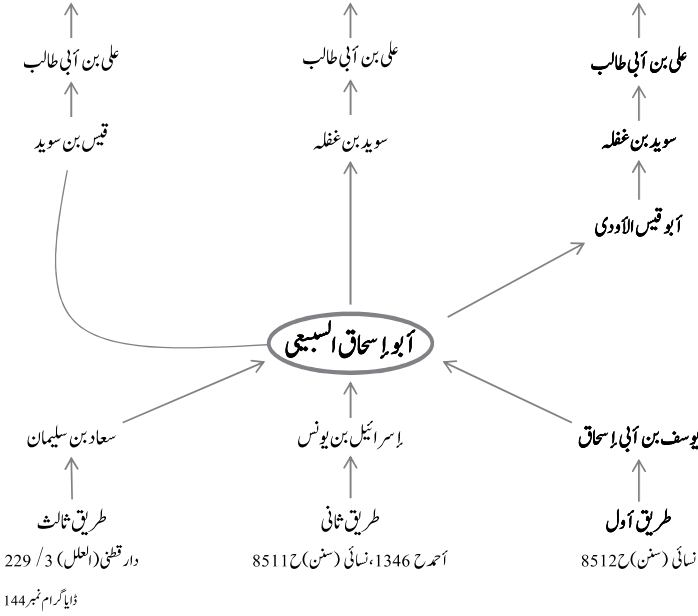 علی بن أبی طالب
علی بن أبی طالب
علی بن أبی طالب
سوید بن غفلہ
سوید بن غفلہ
قیس بن سوید
أبو قیس الأودی
أبو إسحاق السبیعی
یوسف بن أبی إسحاق
إسرائیل بن یونس
سعاد بن سلیمان
طریق أول
طریق ثانی
طریق ثالث
نسائی (سنن) ح 8512
أحمد ح 1346، نسائی (سنن) ح 8511
دار قطنی (العلل) 3/ 229
ڈایا گرام نمبر 144